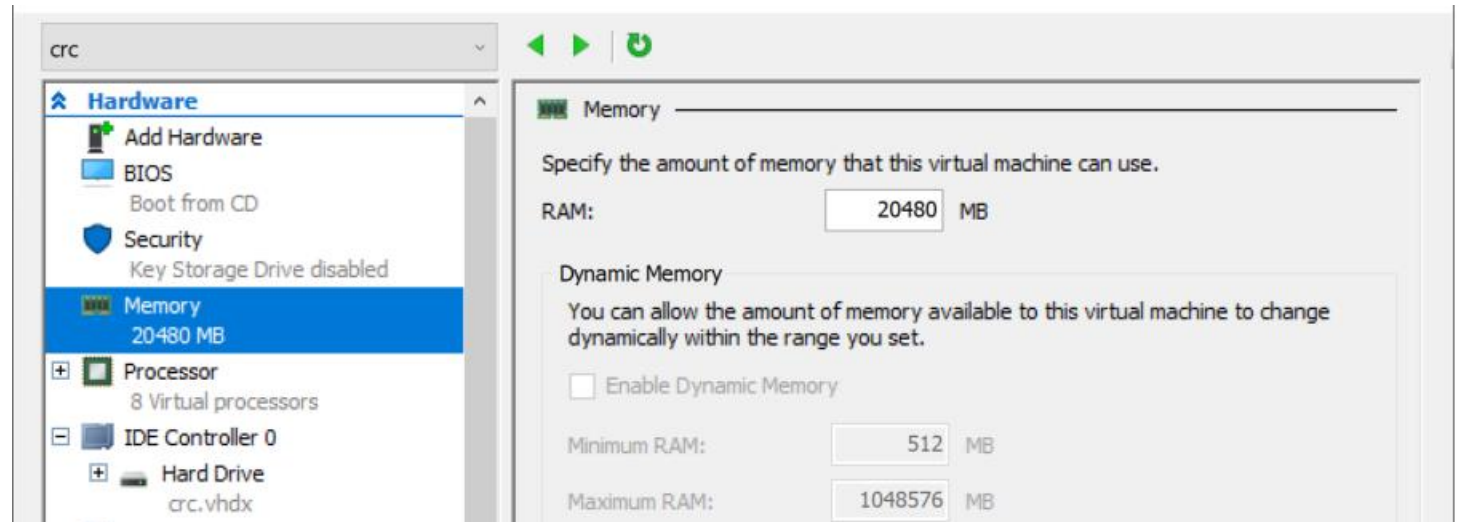 crc
Hardware
Add Hardware
BIOS
Boot from CD
Security
Key Storage Drive disabled
Memory
20480 MB
Processor
8 Virtual processors
IDE Controller 0
Hard Drive
crc.vhdx
Memory
Specify the amount of memory that this virtual machine can use.
RAM: 20480 MB
Dynamic Memory
You can allow the amount of memory available to this virtual machine to change
dynamically within the range you set.
Enable Dynamic Memory
Minimum RAM: 512 MB
Maximum RAM: 1048576 MB